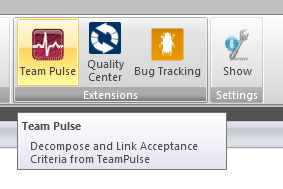 Team Pulse
Quality
Center
Bug Tracking
Show
Extensions
Settings
Team Pulse
Decompose and Link Acceptance
Criteria from TeamPulse